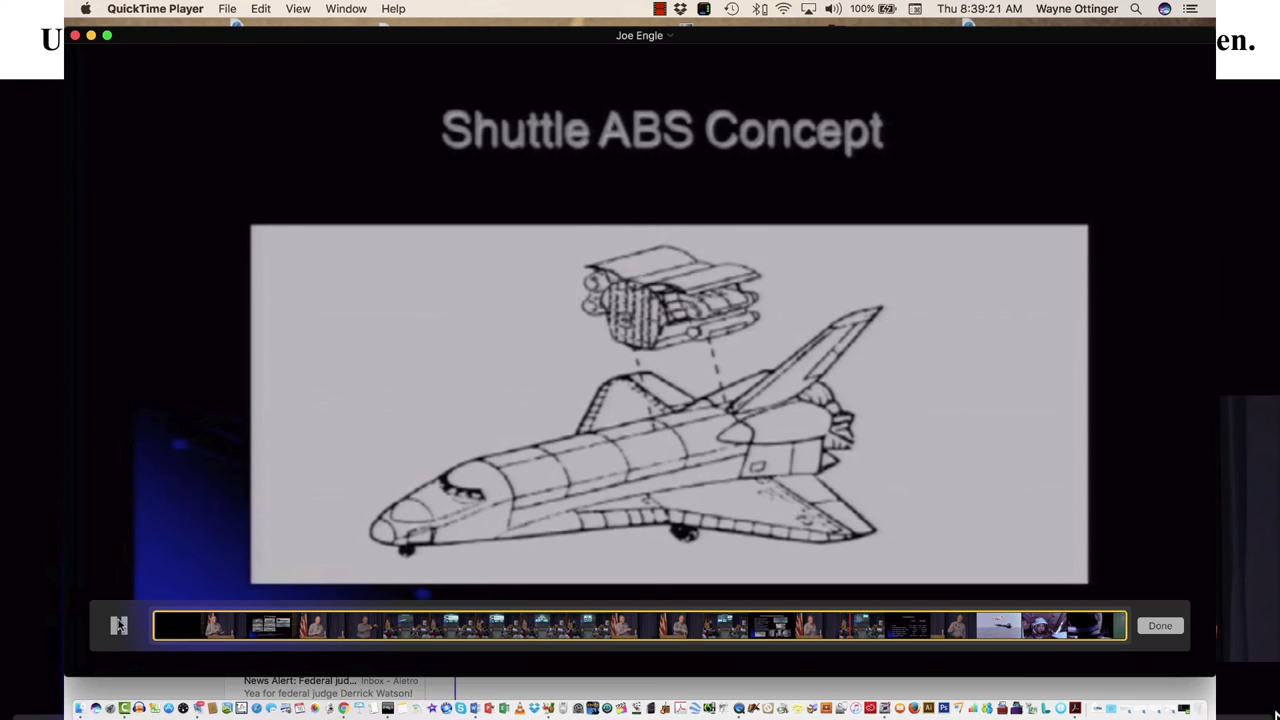 QuickTime Player File Edit View Window Help 100% Thu 8:39:21 AM Wayne Ottinger
U en.
Joe Engle
Shuttle ABS Concept
Done
News Alert: Federal jud... Inbox - Aletro
Yea for federal judge Derrick Watson!